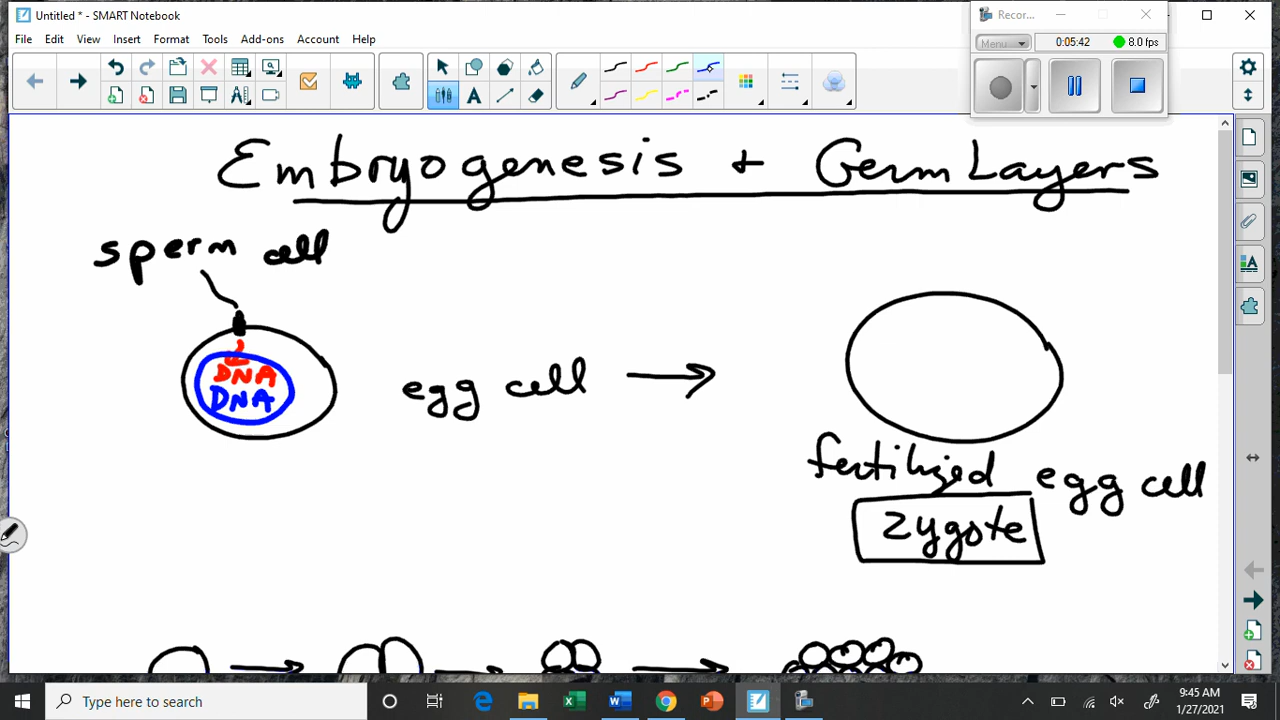 Untitled * - SMART Notebook
File Edit View Insert Format Tools Add-ons Account Help
Recor...
Menu
0:05:42
8.0 fps
Embryogenesis + Germ Layers
sperm cell
DNA
DNA
egg cell
fertilized egg cell
zygote
Type here to search
9:45 AM
1/27/2021